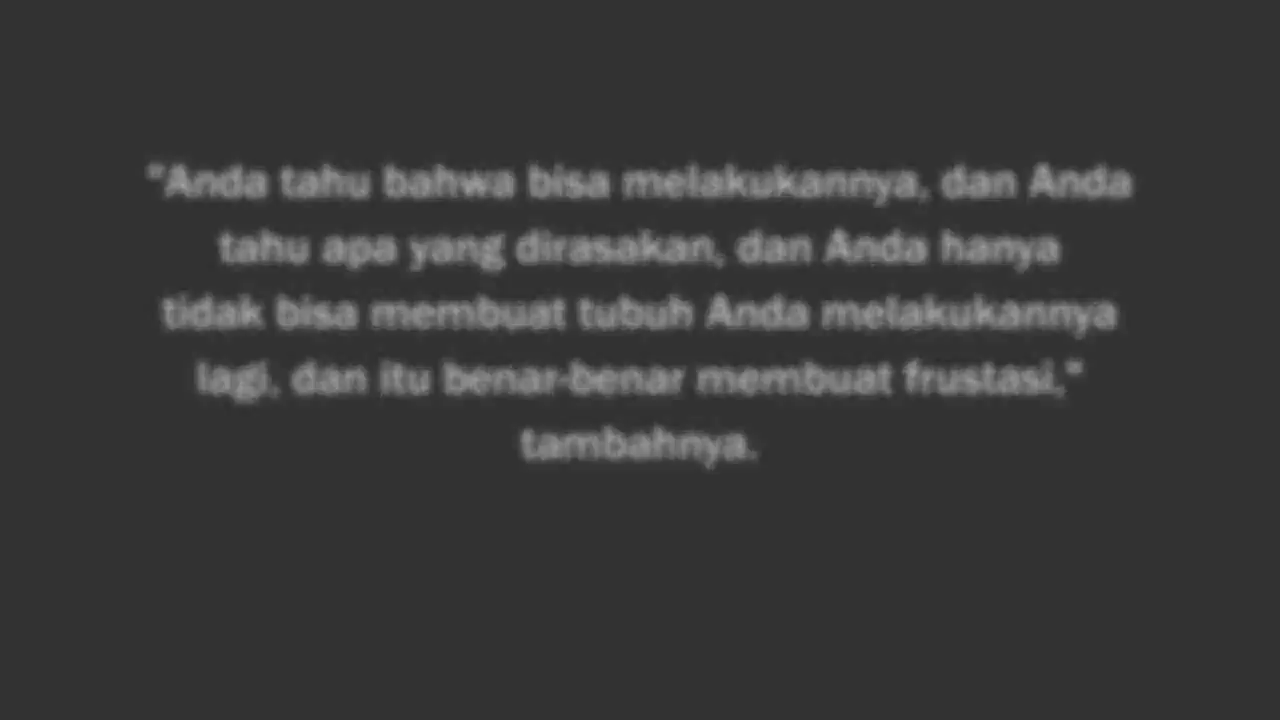 "Anda tahu bahwa bisa melakukannya, dan Anda
tahu apa yang dirasakan, dan Anda hanya
tidak bisa membuat tubuh Anda melakukannya
lagi, dan itu benar-benar membuat frustasi,"
tambahnya.